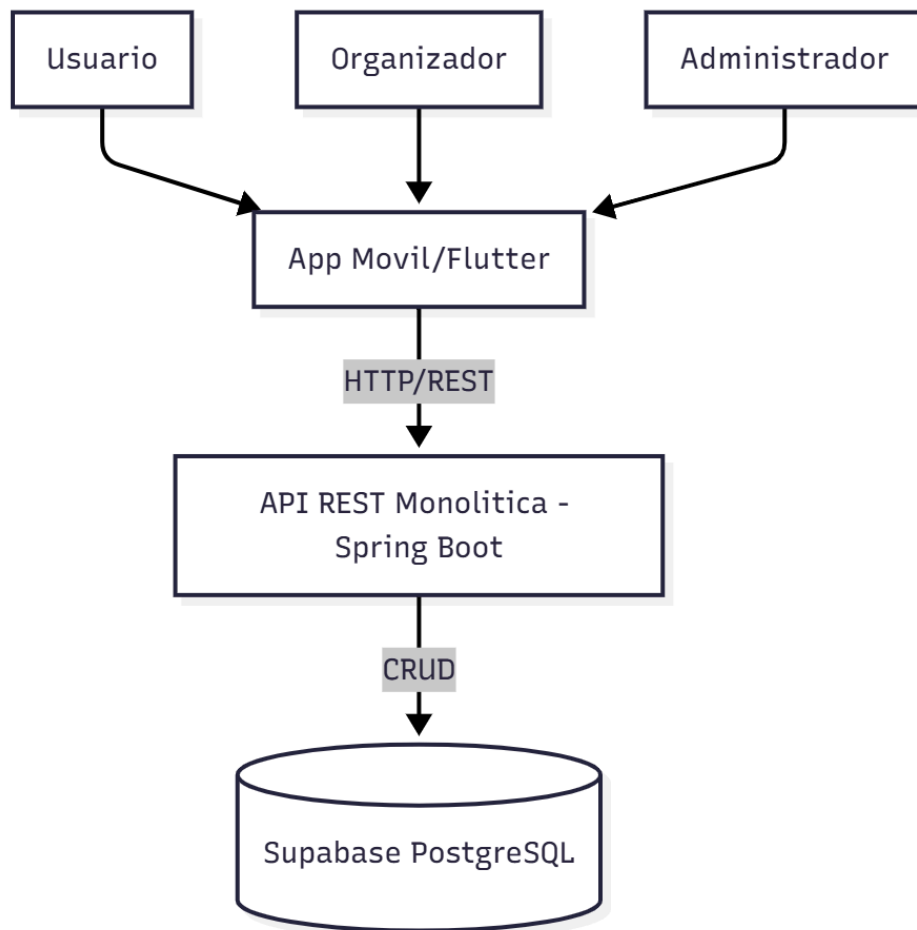 Usuario
Organizador
Administrador
App Movil/Flutter
HTTP/REST
API REST Monolitica -
Spring Boot
CRUD
Supabase PostgreSQL